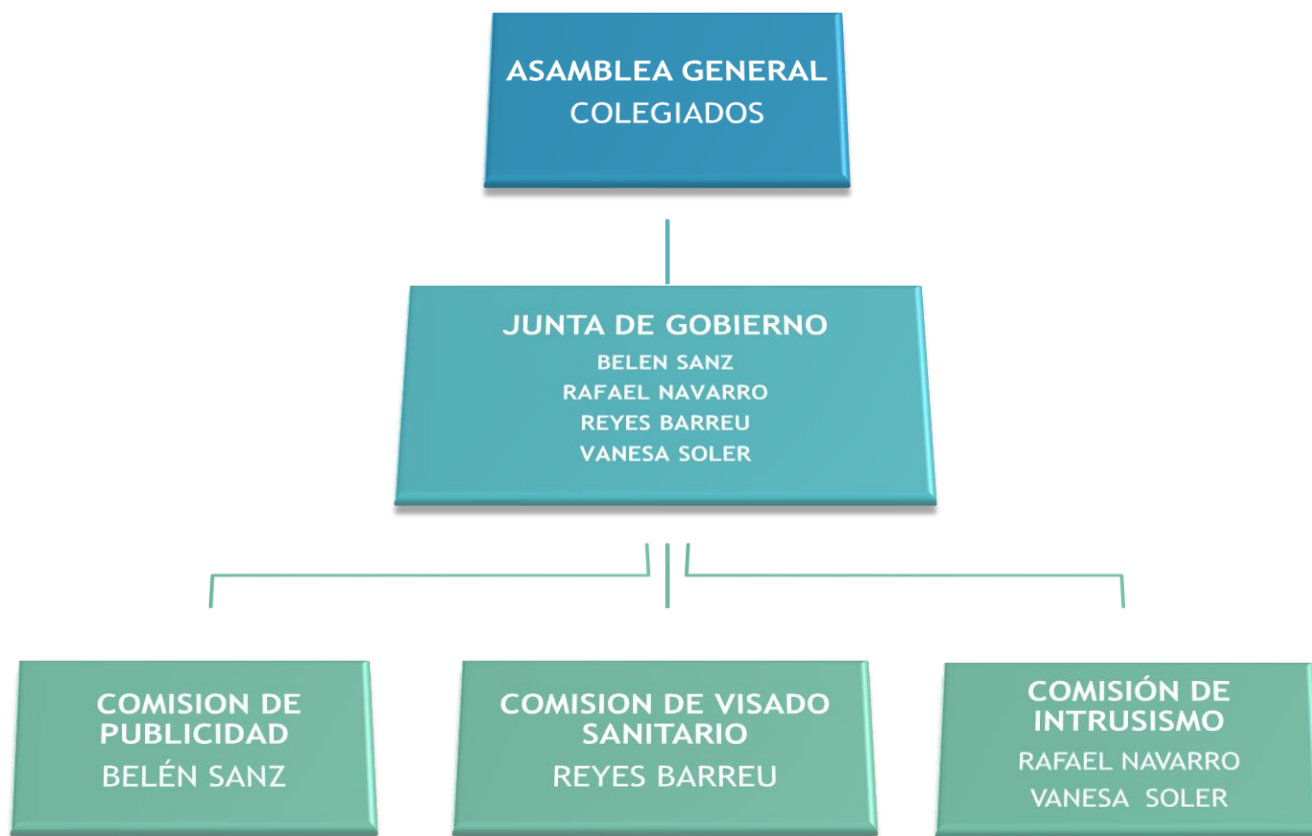 ASAMBLEA GENERAL
COLEGIADOS
JUNTA DE GOBIERNO
BELEN SANZ
RAFAEL NAVARRO
REYES BARREU
VANESA SOLER
COMISION DE
PUBLICIDAD
BELÉN SANZ
COMISION DE VISADO
SANITARIO
REYES BARREU
COMISIÓN DE
INTRUSISMO
RAFAEL NAVARRO
VANESA SOLER